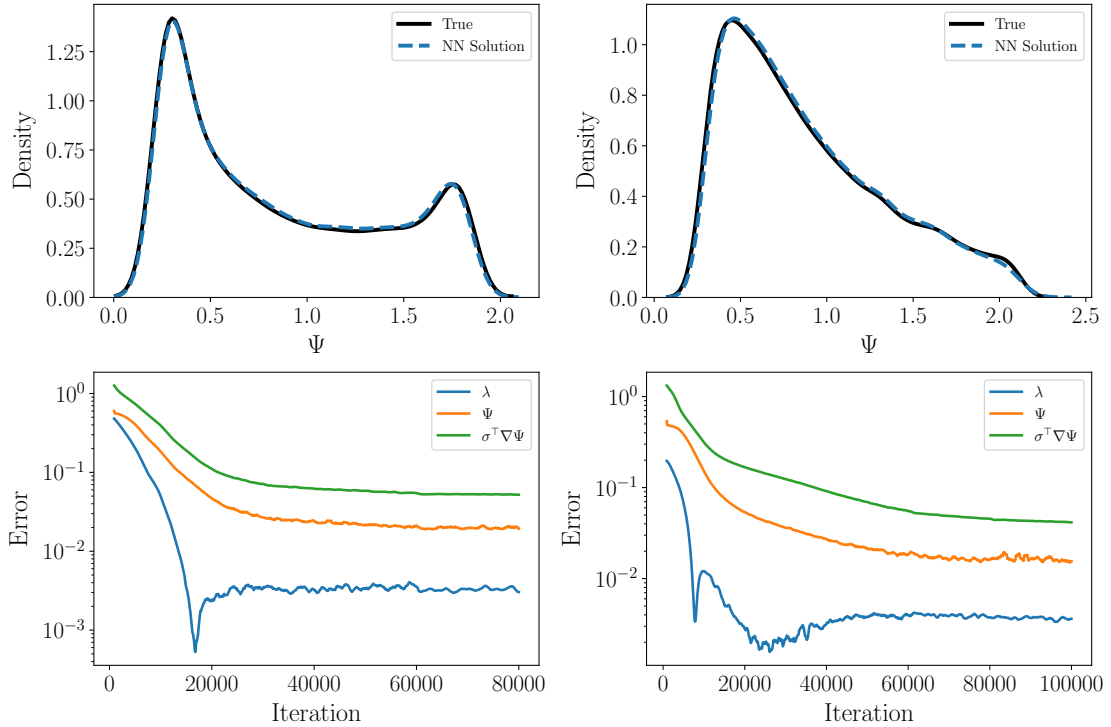 True
NN Solution
Density
1.25
1.00
0.75
0.50
0.25
0.00
0.0 0.5 1.0 1.5 2.0
Ψ
True
NN Solution
Density
1.0
0.8
0.6
0.4
0.2
0.0
0.0 0.5 1.0 1.5 2.0 2.5
Ψ
λ
Ψ
σ⊤∇Ψ
Error
10⁰
10⁻¹
10⁻²
10⁻³
0 20000 40000 60000 80000
Iteration
λ
Ψ
σ⊤∇Ψ
Error
10⁰
10⁻¹
10⁻²
0 20000 40000 60000 80000 100000
Iteration